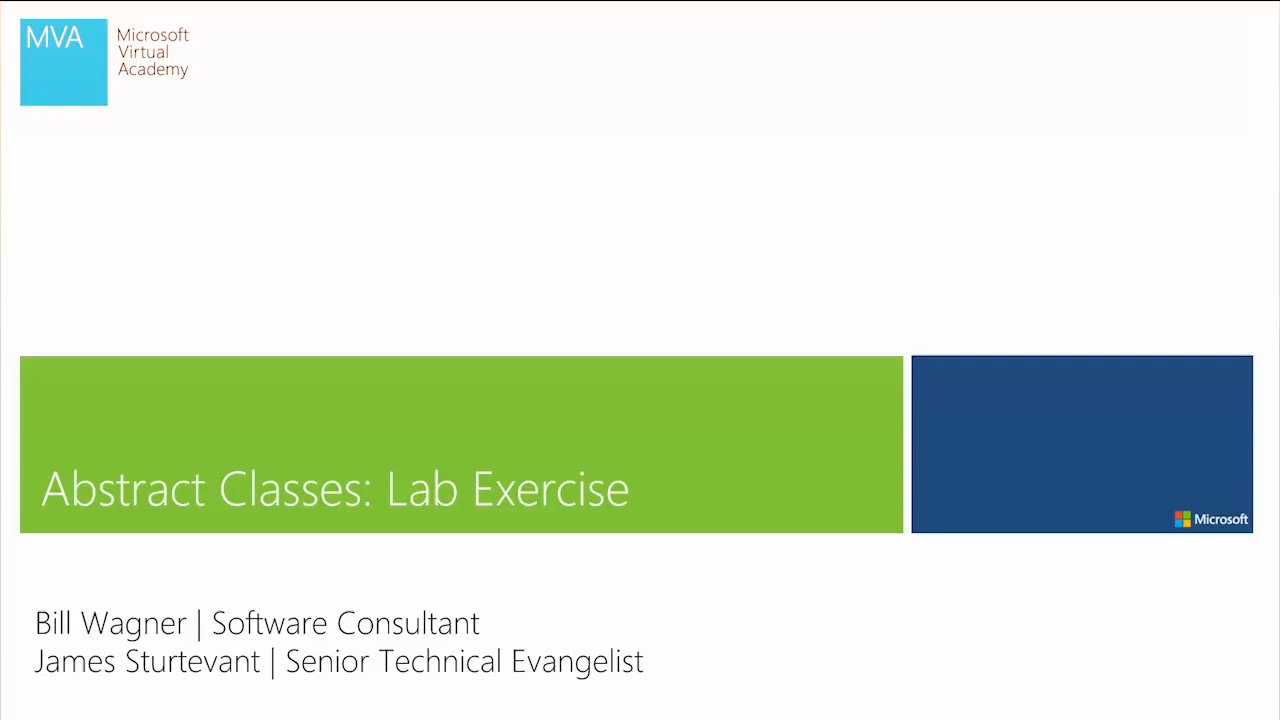 MVA
Microsoft
Virtual
Academy
Abstract Classes: Lab Exercise
Microsoft
Bill Wagner | Software Consultant
James Sturtevant | Senior Technical Evangelist